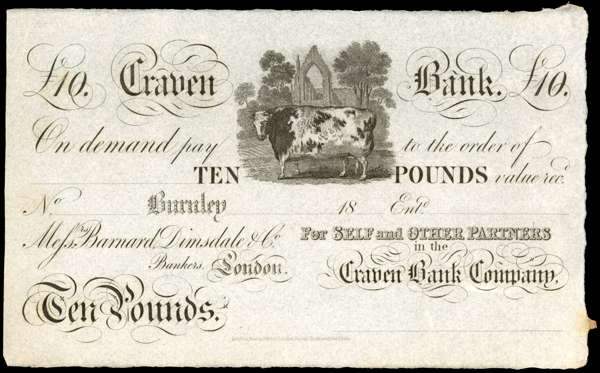 £10. Craven Bank. £10.
On demand pay to the order of
TEN POUNDS value recd.
No. Burnley 18 Entd.
Messrs. Barnard, Dimsdale & Co. For SELF and OTHER PARTNERS
Bankers, London. in the
Craven Bank Company.
Ten Pounds.